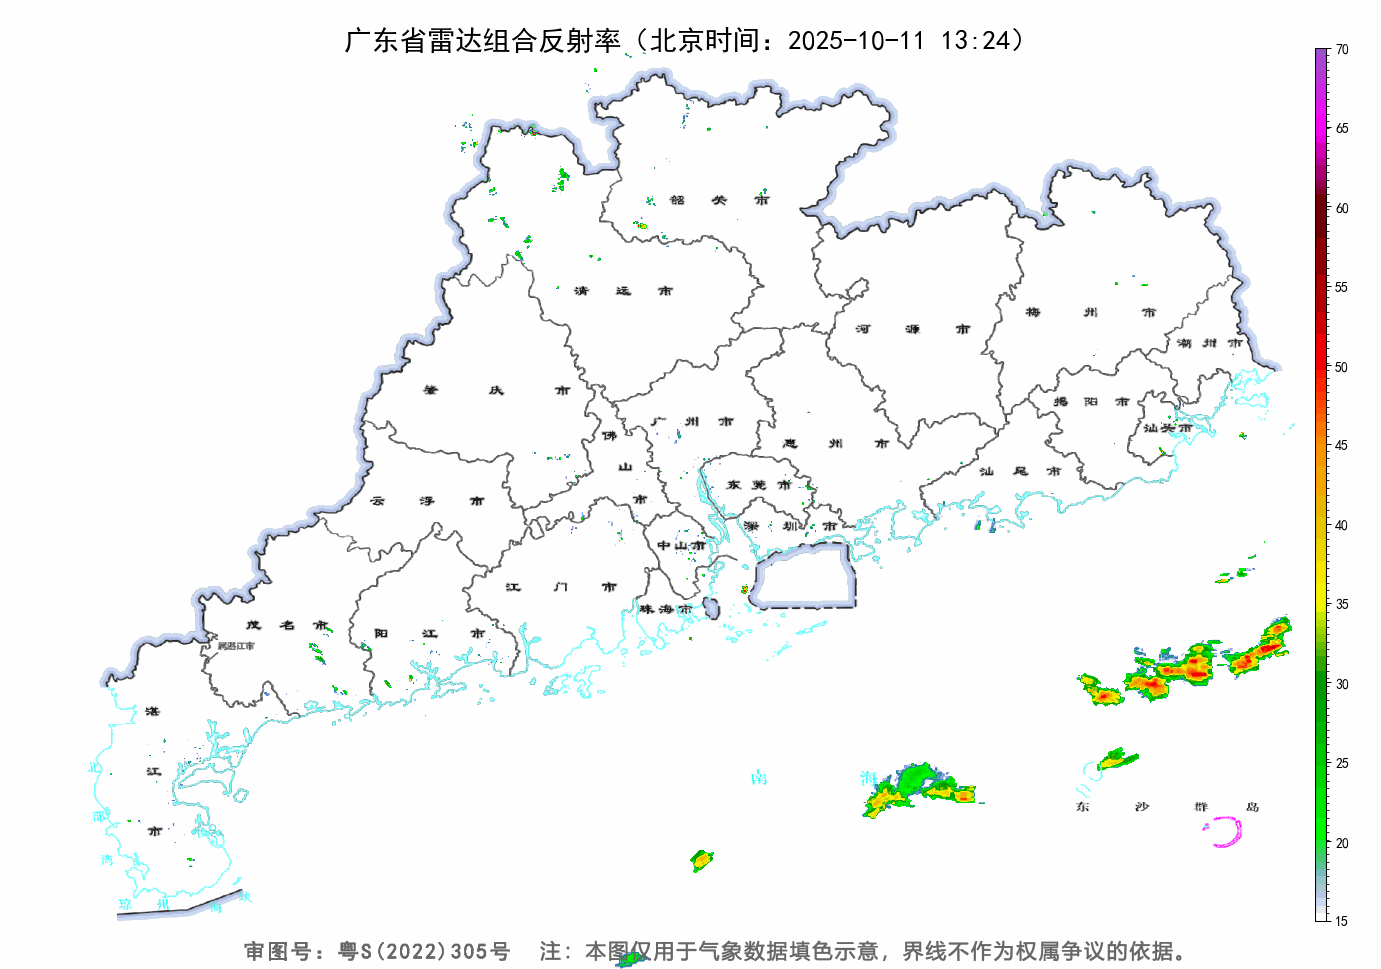 广东省雷达组合反射率（北京时间：2025-10-11 13:24）
70
65
60
55
50
45
40
35
30
25
20
15
韶 关 市
清 远 市
河 源 市
梅 州 市
潮 州 市
肇 庆 市
揭 阳 市
广 州 市
汕头市
佛 山 市
惠 州 市
汕 尾 市
东 莞 市
云 浮 市
深 圳 市
中山市
江 门 市
珠海市
茂 名 市
阳 江 市
属湛江市
湛 江 市
北 部 湾
南 海
东 沙 群 岛
琼 州 海 峡
审图号：粤S(2022)305号 注：本图仅用于气象数据填色示意，界线不作为权属争议的依据。